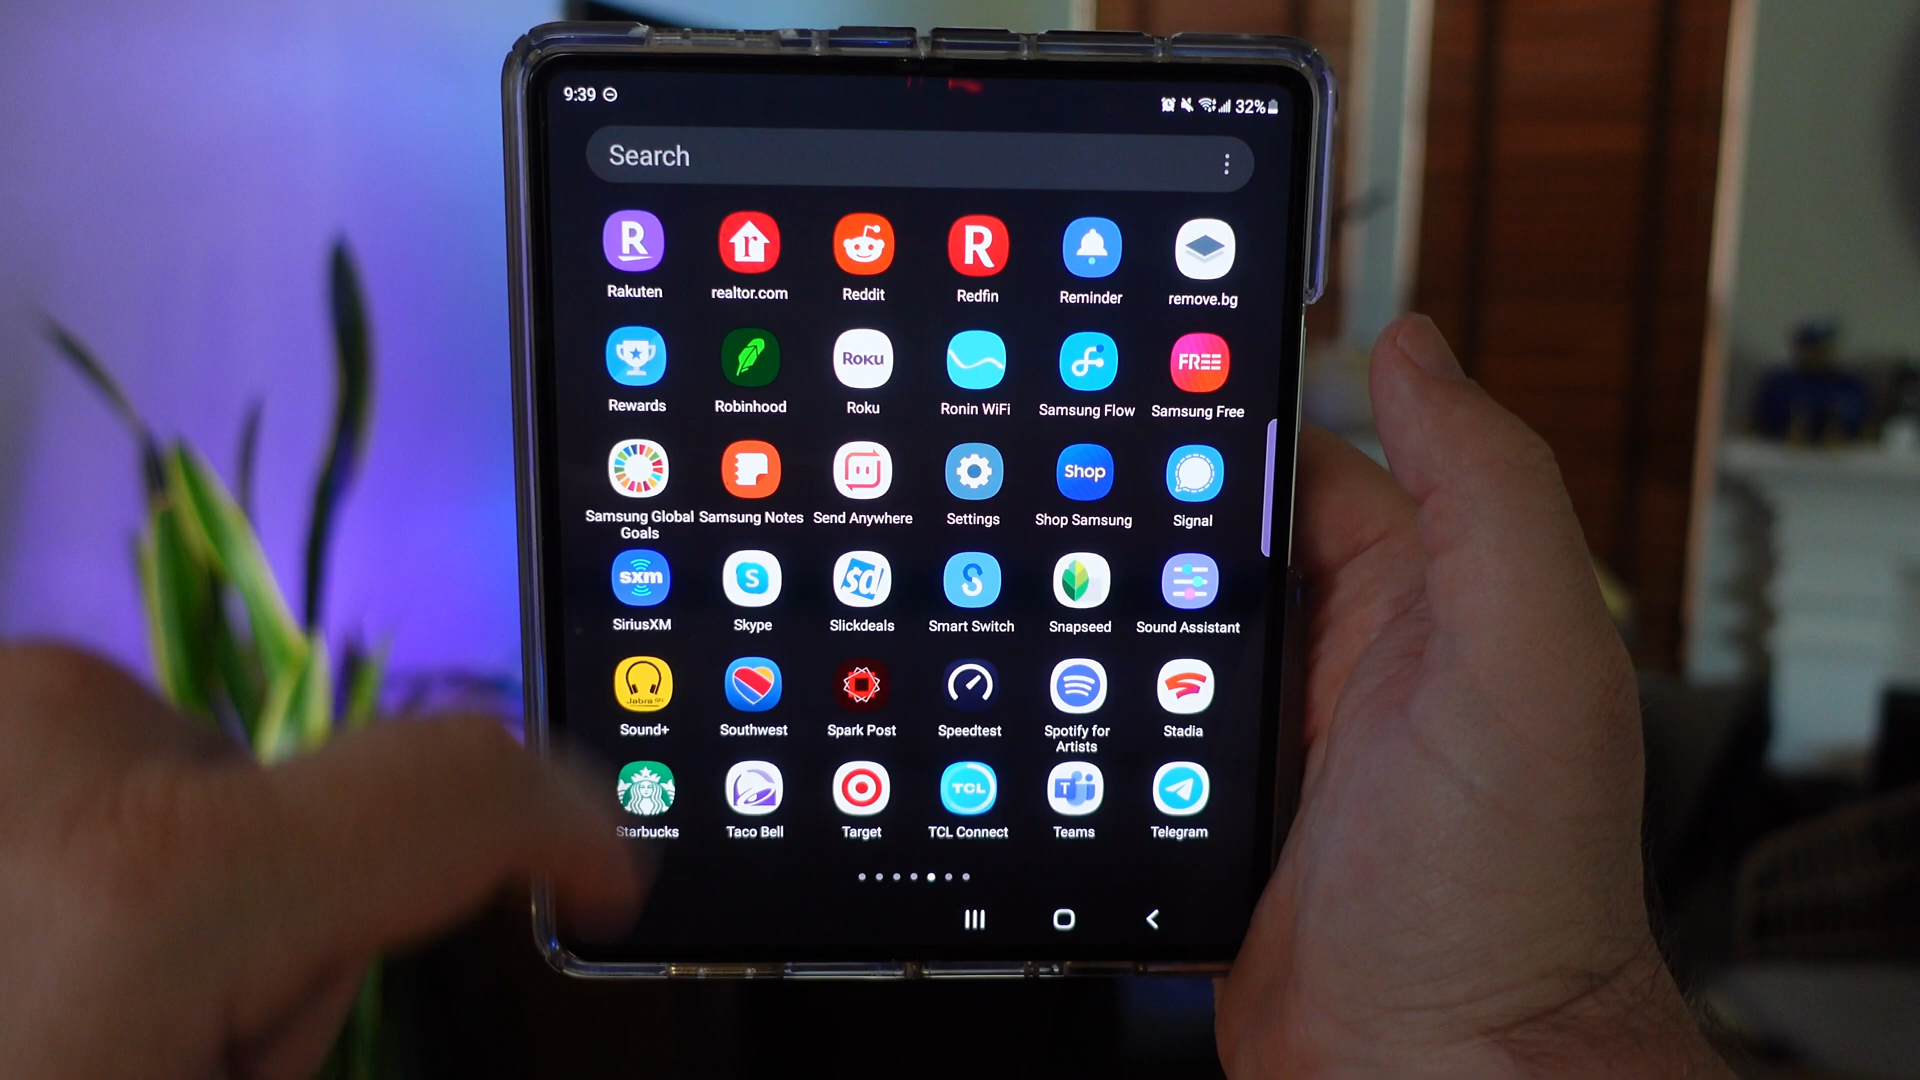 9:39
32%
Search
R
r
R
Rakuten
realtor.com
Reddit
Redfin
Reminder
remove.bg
Roku
FREE
Rewards
Robinhood
Roku
Ronin WiFi
Samsung Flow
Samsung Free
Shop
Samsung Global
Goals
Samsung Notes
Send Anywhere
Settings
Shop Samsung
Signal
sxm
S
sd
SiriusXM
Skype
Slickdeals
Smart Switch
Snapseed
Sound Assistant
Jabra GN
Sound+
Southwest
Spark Post
Speedtest
Spotify for
Artists
Stadia
TCL
T
Starbucks
Taco Bell
Target
TCL Connect
Teams
Telegram